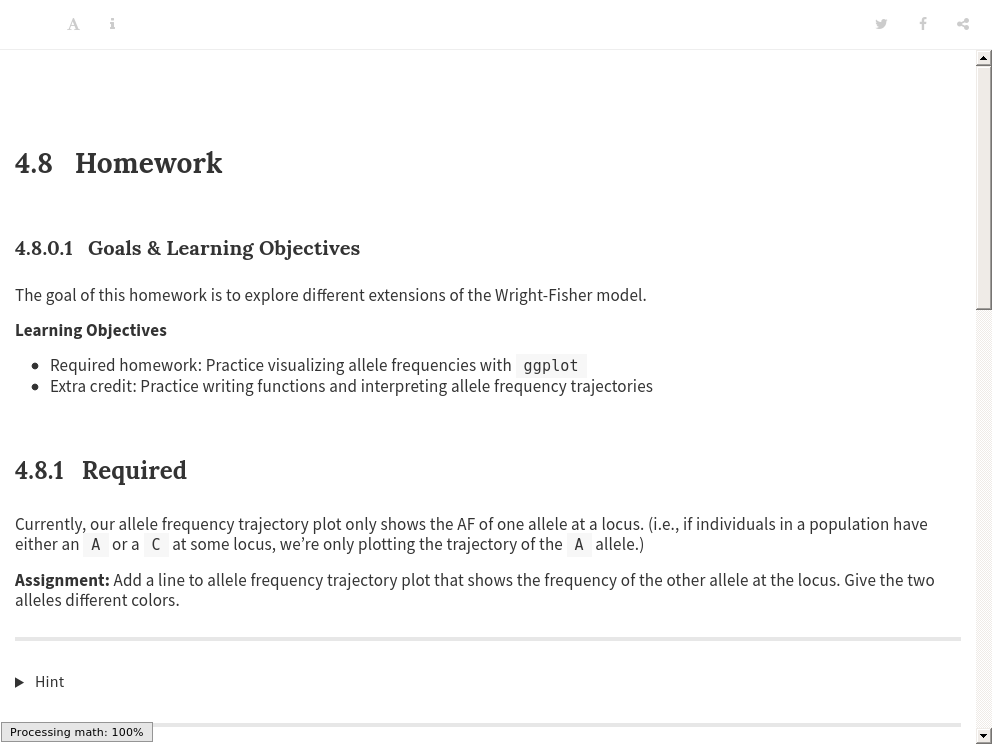 4.8 Homework
4.8.0.1 Goals & Learning Objectives
The goal of this homework is to explore different extensions of the Wright-Fisher model.
Learning Objectives
• Required homework: Practice visualizing allele frequencies with ggplot
• Extra credit: Practice writing functions and interpreting allele frequency trajectories
4.8.1 Required
Currently, our allele frequency trajectory plot only shows the AF of one allele at a locus. (i.e., if individuals in a population have
either an A or a C at some locus, we’re only plotting the trajectory of the A allele.)
Assignment: Add a line to allele frequency trajectory plot that shows the frequency of the other allele at the locus. Give the two
alleles different colors.
Hint
Processing math: 100%